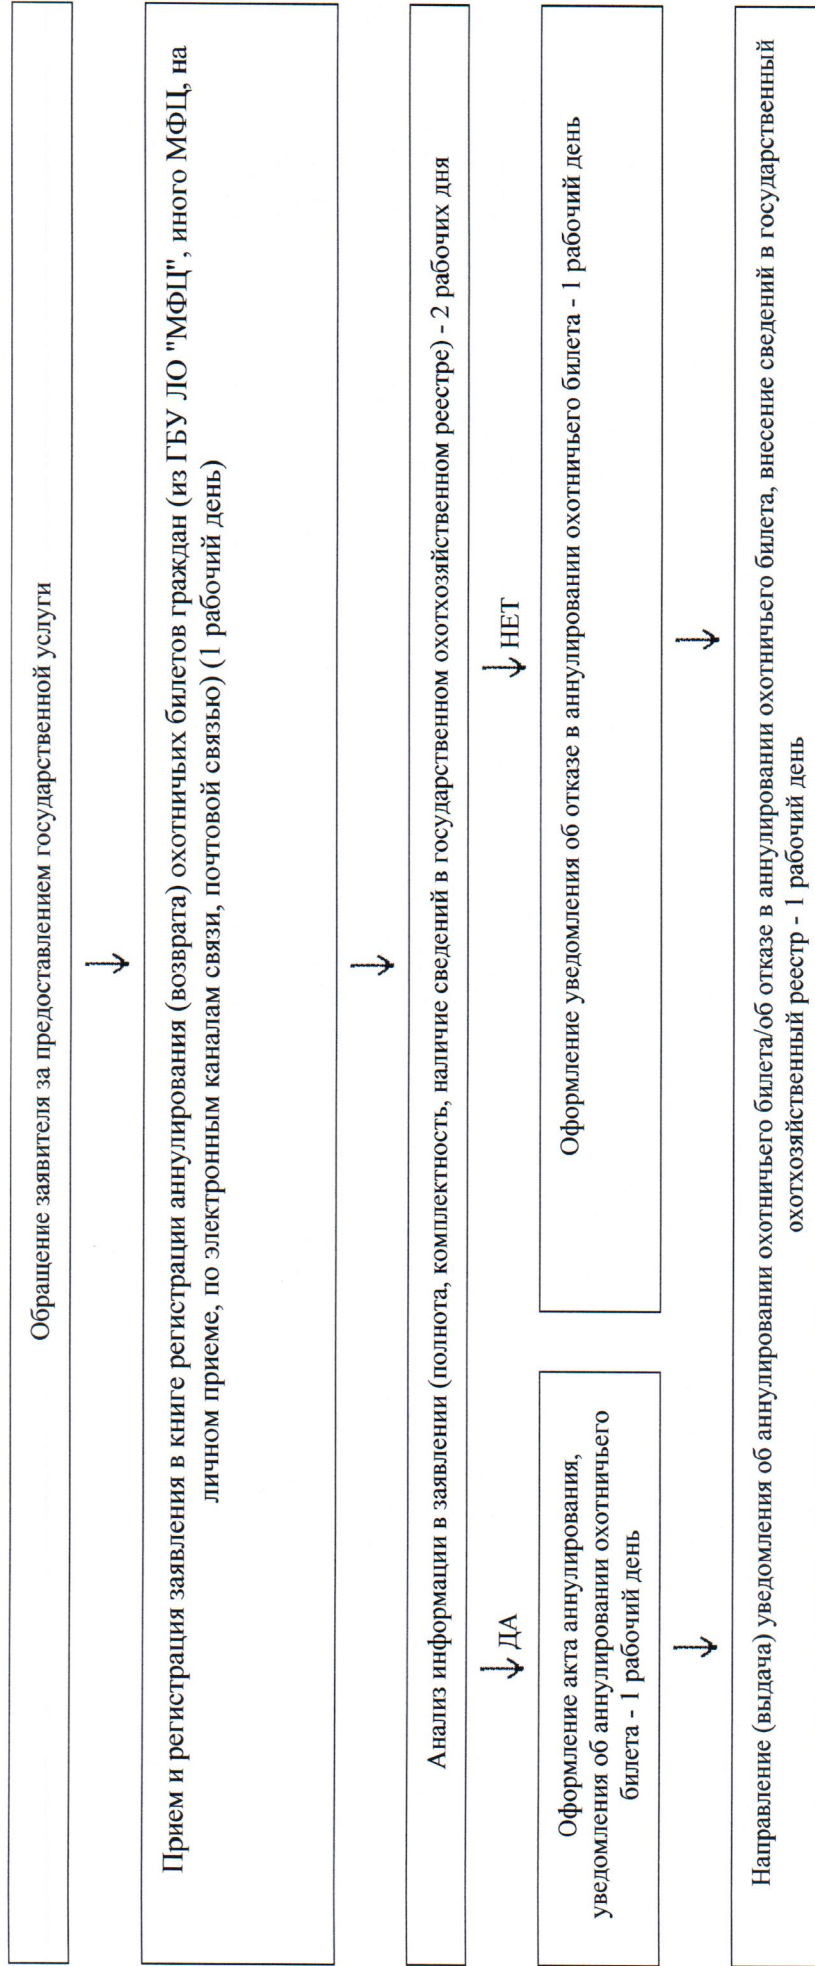 Обращение заявителя за предоставлением государственной услуги
Прием и регистрация заявления в книге регистрации аннулирования (возврата) охотничьих билетов граждан (из ГБУ ЛО "МФЦ", иного МФЦ, на
личном приеме, по электронным каналам связи, почтовой связью) (1 рабочий день)
Анализ информации в заявлении (полнота, комплектность, наличие сведений в государственном охотхозяйственном реестре) - 2 рабочих дня
ДА
НЕТ
Оформление акта аннулирования,
уведомления об аннулировании охотничьего
билета - 1 рабочий день
Оформление уведомления об отказе в аннулировании охотничьего билета - 1 рабочий день
Направление (выдача) уведомления об аннулировании охотничьего билета/об отказе в аннулировании охотничьего билета, внесение сведений в государственный
охотхозяйственный реестр - 1 рабочий день